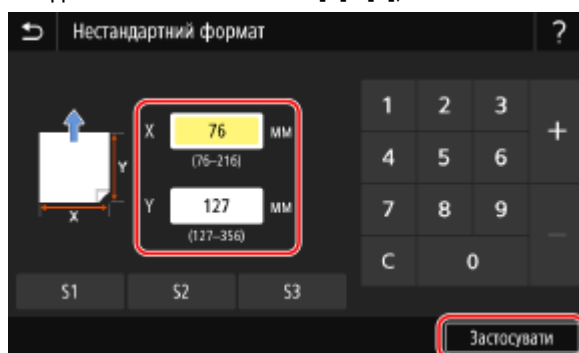 Нестандартний формат ?
X 76 мм
(76–216)
Y 127 мм
(127–356)
Y
X
1 2 3
+
4 5 6
7 8 9
–
C 0
S1 S2 S3
Застосувати